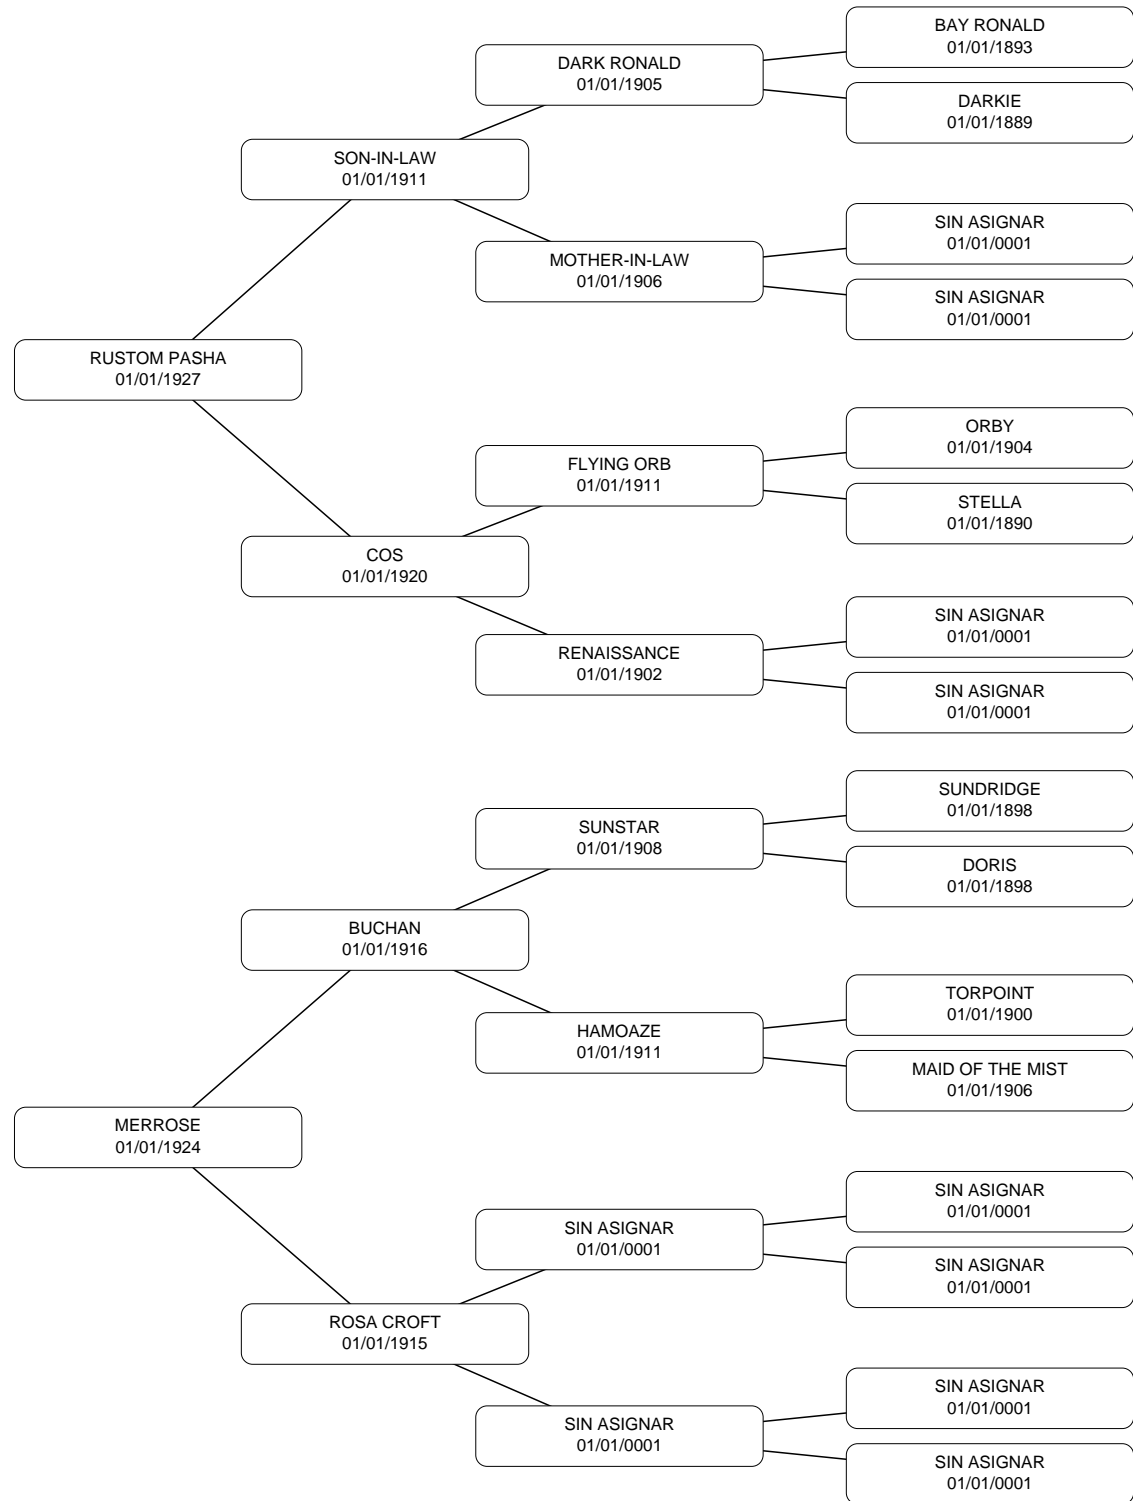 BAY RONALD
01/01/1893
DARK RONALD
01/01/1905
DARKIE
01/01/1889
SON-IN-LAW
01/01/1911
SIN ASIGNAR
01/01/0001
MOTHER-IN-LAW
01/01/1906
SIN ASIGNAR
01/01/0001
RUSTOM PASHA
01/01/1927
ORBY
01/01/1904
FLYING ORB
01/01/1911
STELLA
01/01/1890
COS
01/01/1920
SIN ASIGNAR
01/01/0001
RENAISSANCE
01/01/1902
SIN ASIGNAR
01/01/0001
SUNDRIDGE
01/01/1898
SUNSTAR
01/01/1908
DORIS
01/01/1898
BUCHAN
01/01/1916
TORPOINT
01/01/1900
HAMOAZE
01/01/1911
MAID OF THE MIST
01/01/1906
MERROSE
01/01/1924
SIN ASIGNAR
01/01/0001
SIN ASIGNAR
01/01/0001
SIN ASIGNAR
01/01/0001
ROSA CROFT
01/01/1915
SIN ASIGNAR
01/01/0001
SIN ASIGNAR
01/01/0001
SIN ASIGNAR
01/01/0001